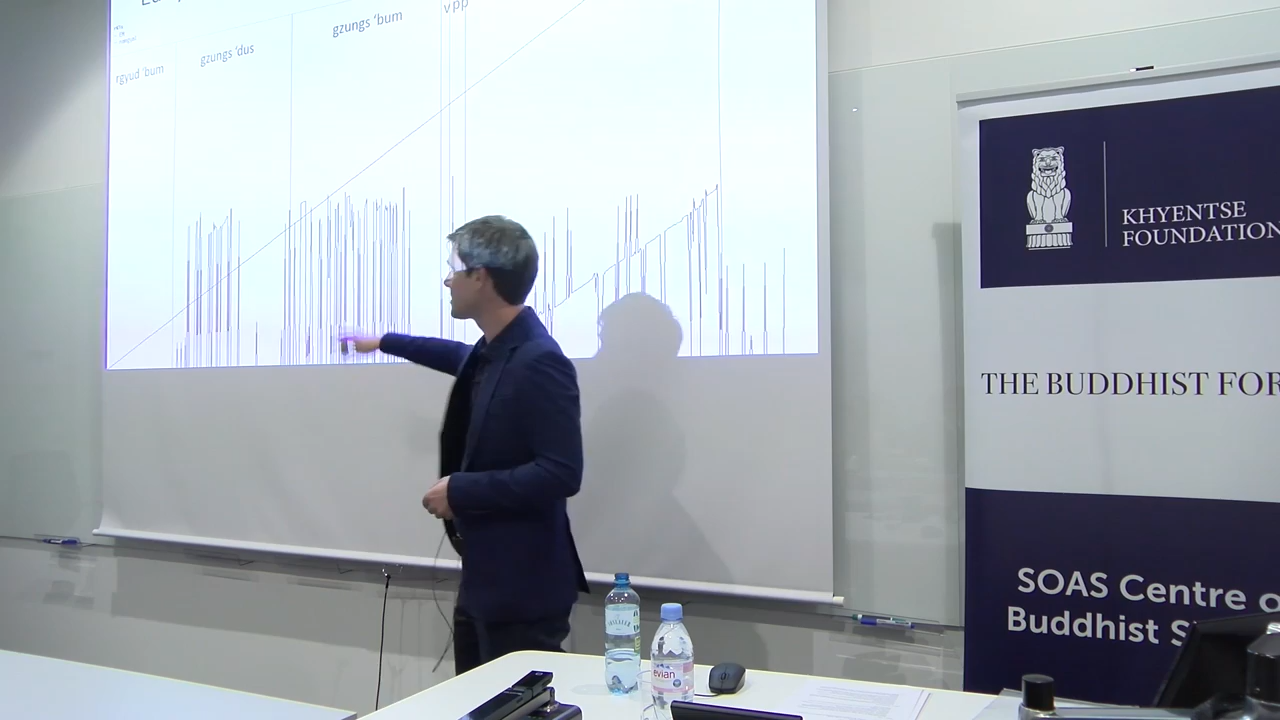 gzungs 'bum
v p p
gzungs 'dus
rgyud 'bum
KHYENTSE
FOUNDATION
THE BUDDHIST FOR
SOAS Centre o
Buddhist S
evian